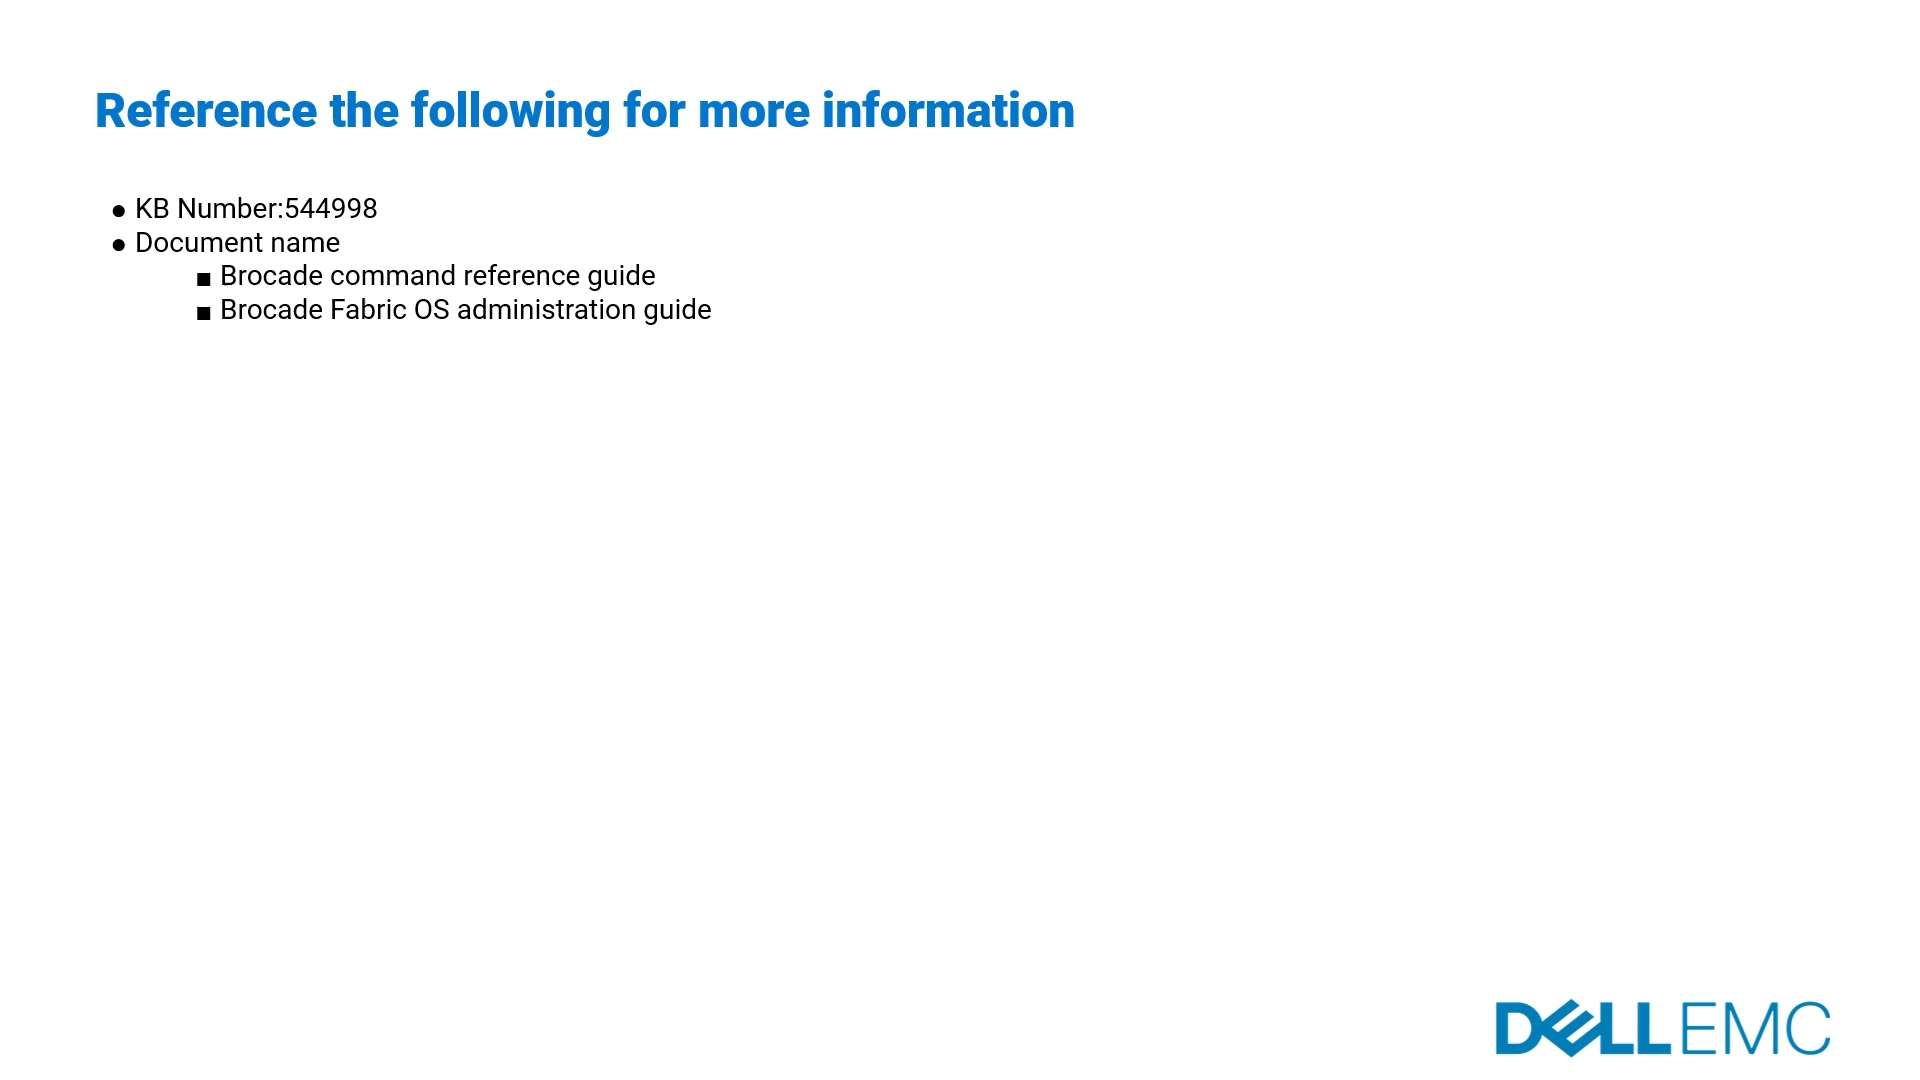 Reference the following for more information
● KB Number:544998
● Document name
■ Brocade command reference guide
■ Brocade Fabric OS administration guide
DELLEMC